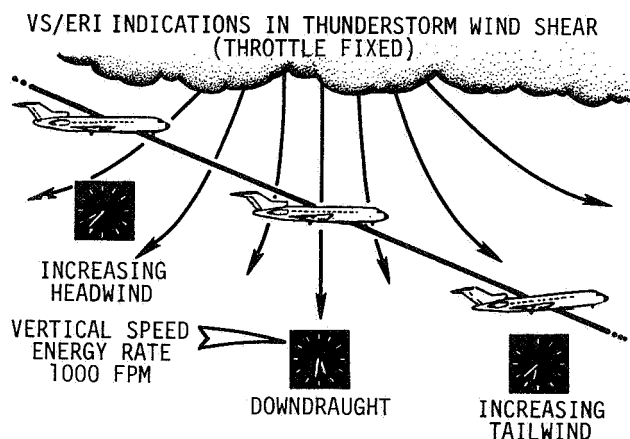 VS/ERI INDICATIONS IN THUNDERSTORM WIND SHEAR
(THROTTLE FIXED)
INCREASING
HEADWIND
VERTICAL SPEED
ENERGY RATE
1000 FPM
DOWNDRAUGHT
INCREASING
TAILWIND